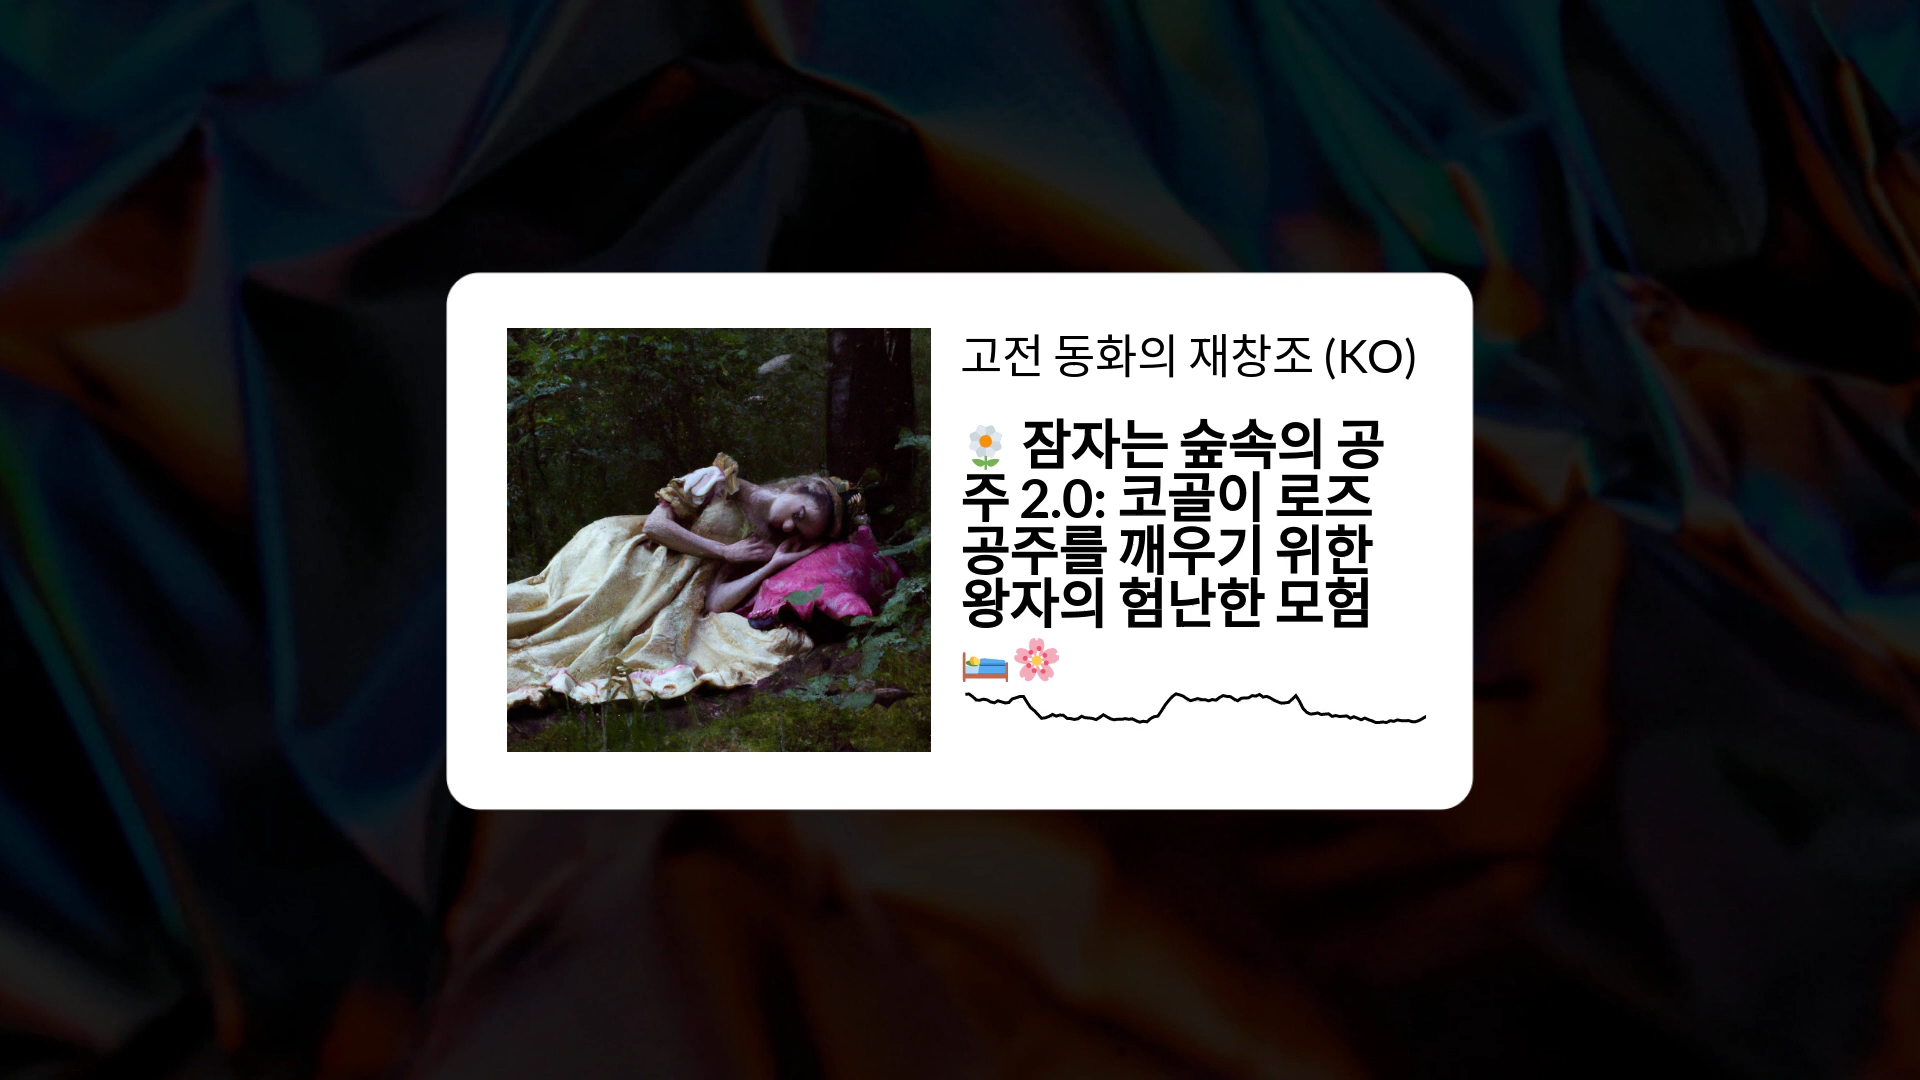 고전 동화의 재창조 (KO)
🌼 잠자는 숲속의 공
주 2.0: 코골이 로즈
공주를 깨우기 위한
왕자의 험난한 모험
🛌🌸